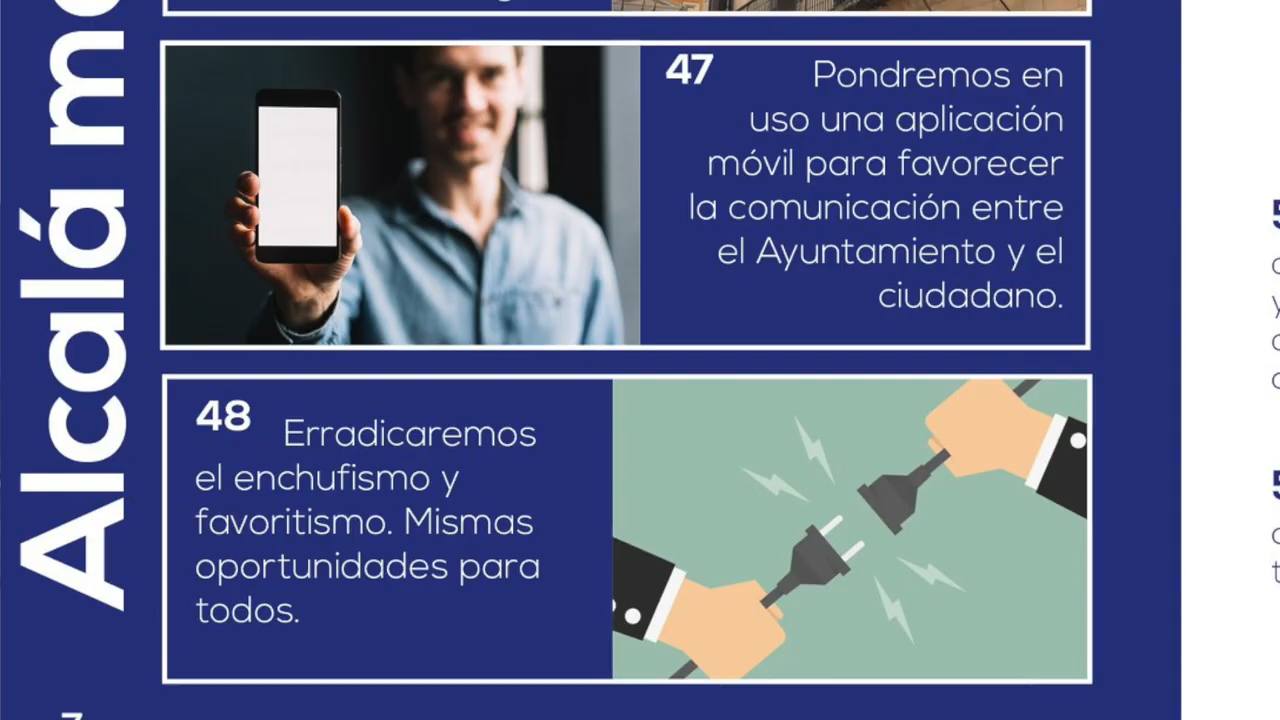 Alcalá
47
Pondremos en
uso una aplicación
móvil para favorecer
la comunicación entre
el Ayuntamiento y el
ciudadano.
48
Erradicaremos
el enchufismo y
favoritismo. Mismas
oportunidades para
todos.